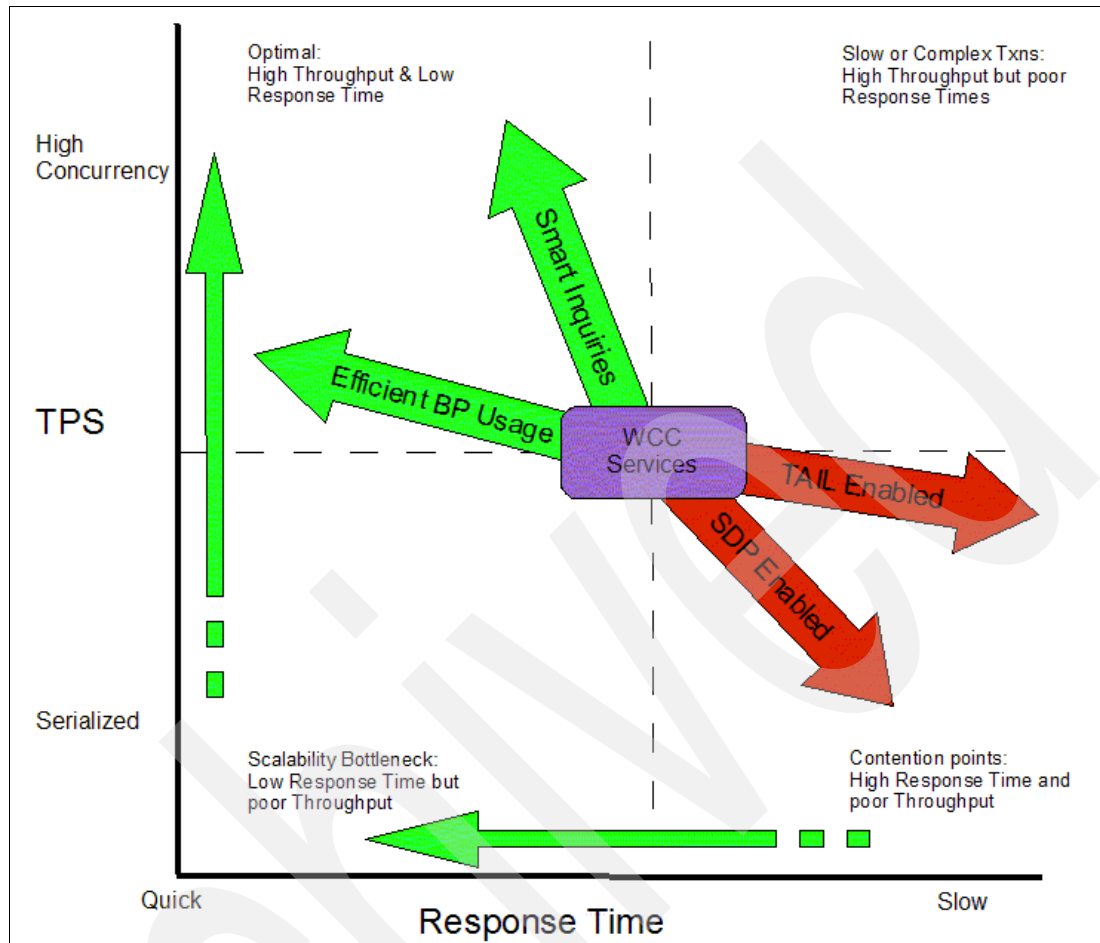 Optimal:
High Throughput & Low
Response Time
Slow or Complex Txns:
High Throughput but poor
Response Times
High
Concurrency
Smart Inquiries
Efficient BP Usage
TPS
WCC
Services
TAIL Enabled
SDP Enabled
Serialized
Scalability Bottleneck:
Low Response Time but
poor Throughput
Contention points:
High Response Time and
poor Throughput
Quick
Slow
Response Time